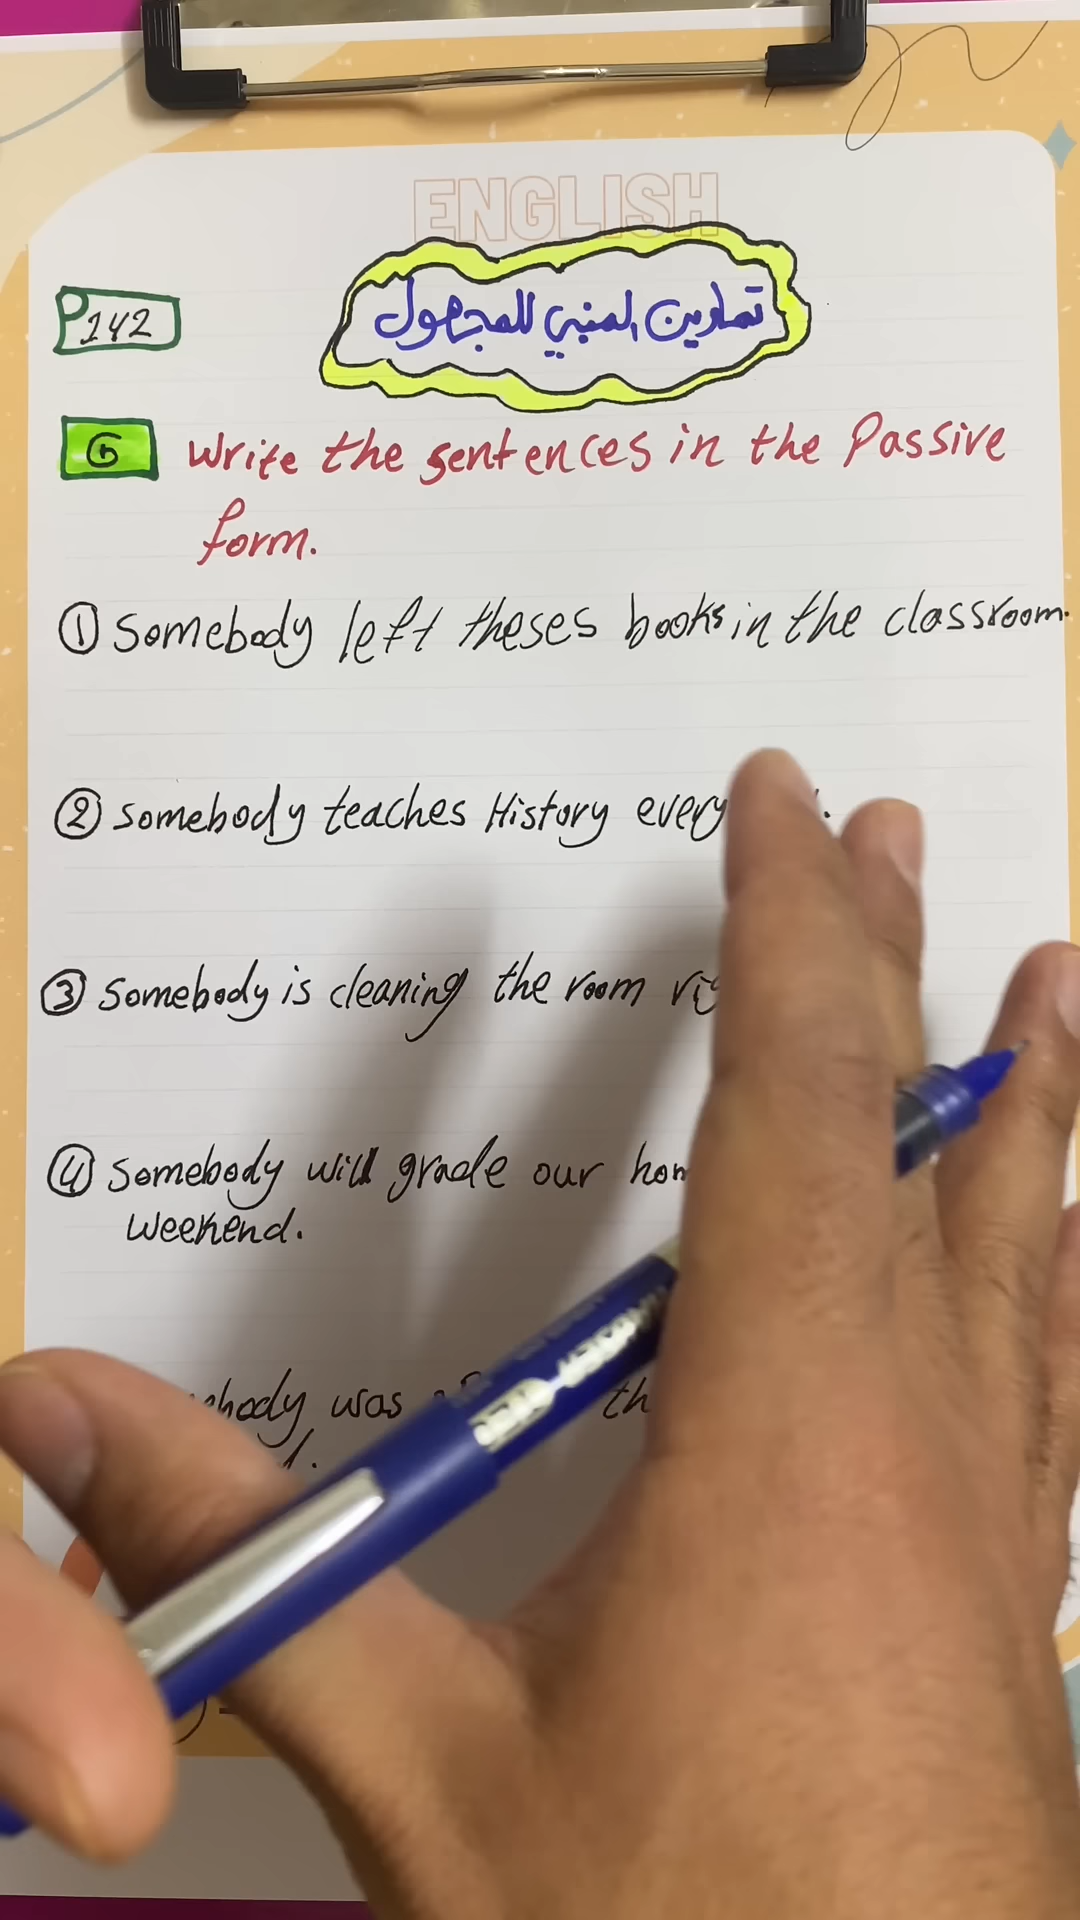 ENGLISH
تمارين المبني للمجهول
P142
G Write the sentences in the Passive
form.
① Somebody left theses books in the classroom.
② Somebody teaches History every
③ Somebody is cleaning the room
④ Somebody will grade our
weekend.
was